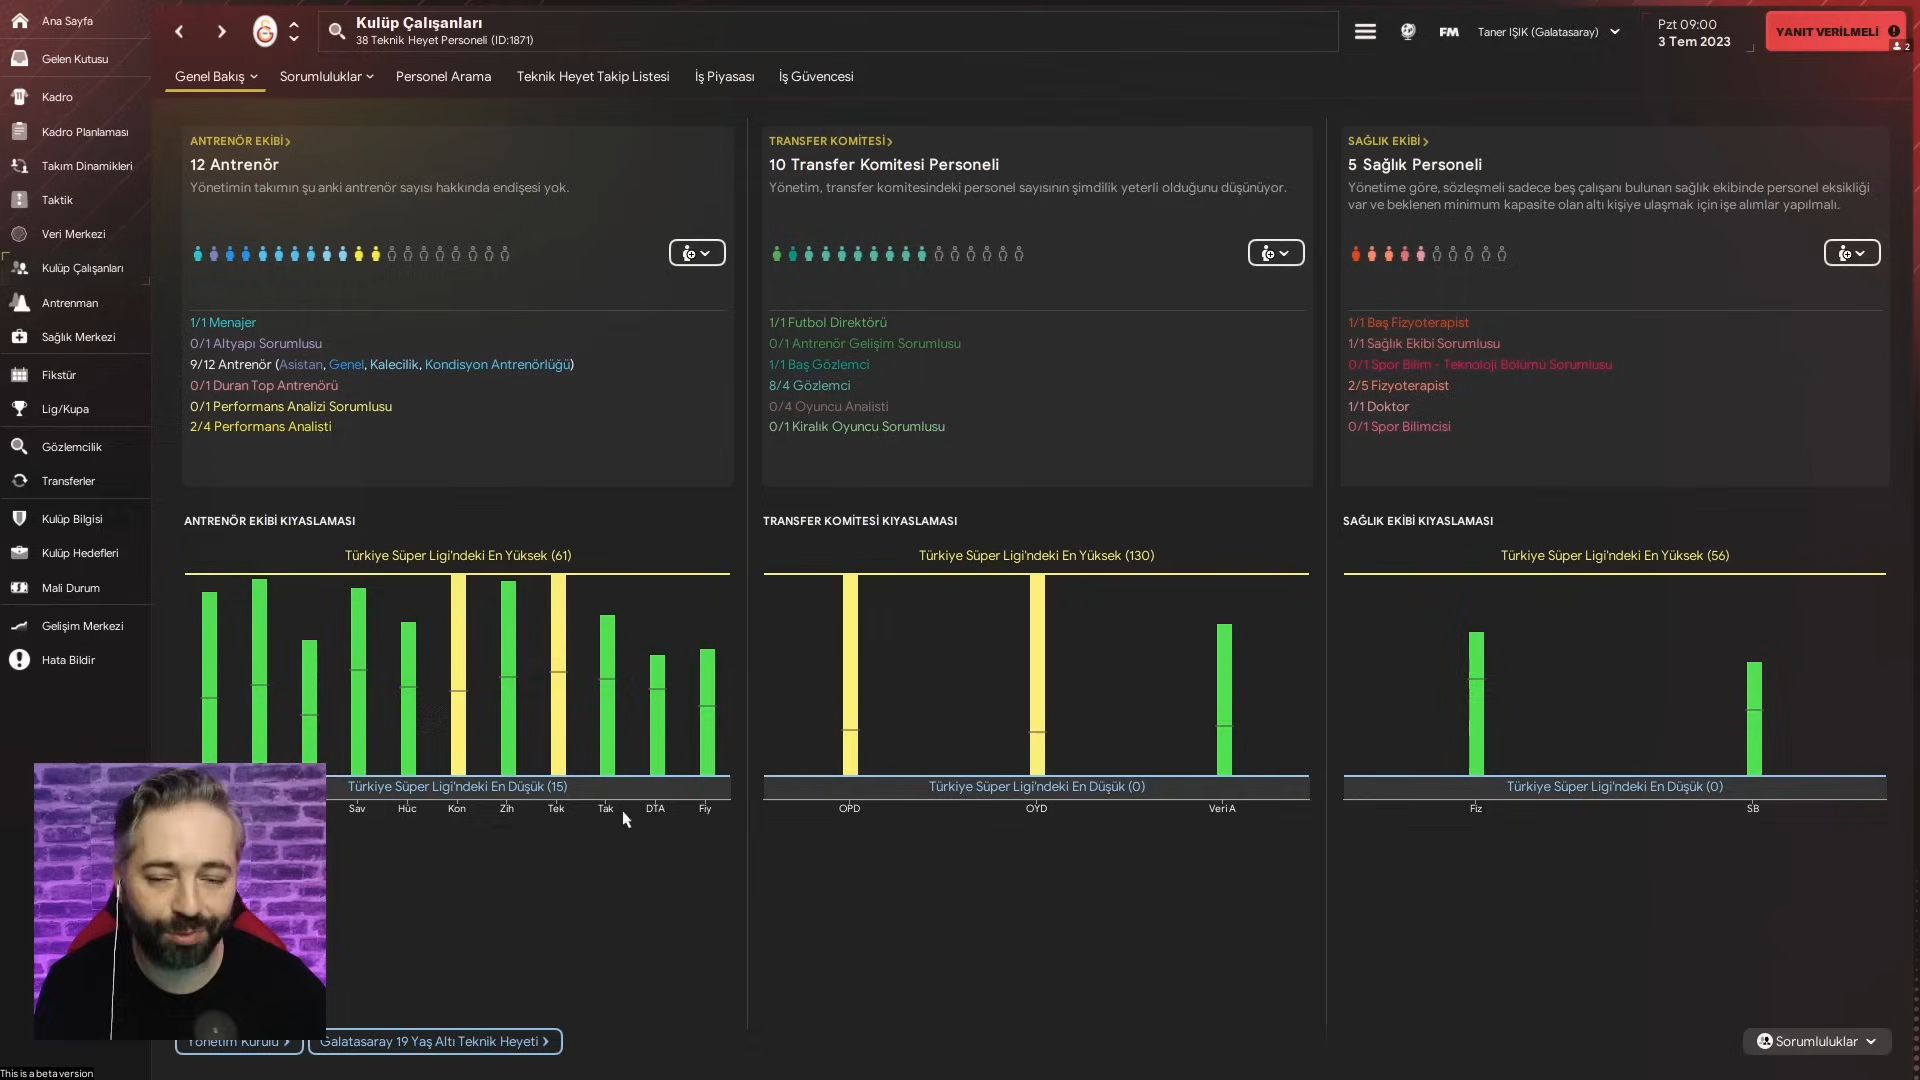 Ana Sayfa
Gelen Kutusu
Kadro
Kadro Planlaması
Takım Dinamikleri
Taktik
Veri Merkezi
Kulüp Çalışanları
Antrenman
Sağlık Merkezi
Fikstür
Lig/Kupa
Gözlemcilik
Transferler
Kulüp Bilgisi
Kulüp Hedefleri
Mali Durum
Gelişim Merkezi
Hata Bildir
Kulüp Çalışanları
38 Teknik Heyet Personeli (ID:1871)
FM
Taner IŞIK (Galatasaray)
Pzt 09:00
3 Tem 2023
YANIT VERİLMELİ
2
Genel Bakış
Sorumluluklar
Personel Arama
Teknik Heyet Takip Listesi
İş Piyasası
İş Güvencesi
ANTRENÖR EKİBİ
12 Antrenör
Yönetimin takımın şu anki antrenör sayısı hakkında endişesi yok.
1/1 Menajer
0/1 Altyapı Sorumlusu
9/12 Antrenör (Asistan, Genel, Kalecilik, Kondisyon Antrenörlüğü)
0/1 Duran Top Antrenörü
0/1 Performans Analizi Sorumlusu
2/4 Performans Analisti
TRANSFER KOMİTESİ
10 Transfer Komitesi Personeli
Yönetim, transfer komitesindeki personel sayısının şimdilik yeterli olduğunu düşünüyor.
1/1 Futbol Direktörü
0/1 Antrenör Gelişim Sorumlusu
1/1 Baş Gözlemci
8/4 Gözlemci
0/4 Oyuncu Analisti
0/1 Kiralık Oyuncu Sorumlusu
SAĞLIK EKİBİ
5 Sağlık Personeli
Yönetime göre, sözleşmeli sadece beş çalışanı bulunan sağlık ekibinde personel eksikliği
var ve beklenen minimum kapasite olan altı kişiye ulaşmak için işe alımlar yapılmalı.
1/1 Baş Fizyoterapist
1/1 Sağlık Ekibi Sorumlusu
0/1 Spor Bilim - Teknoloji Bölümü Sorumlusu
2/5 Fizyoterapist
1/1 Doktor
0/1 Spor Bilimcisi
ANTRENÖR EKİBİ KIYASLAMASI
Türkiye Süper Ligi'ndeki En Yüksek (61)
Türkiye Süper Ligi'ndeki En Düşük (15)
Sav
Hüc
Kon
Zih
Tek
Tak
DTA
Fiy
TRANSFER KOMİTESİ KIYASLAMASI
Türkiye Süper Ligi'ndeki En Yüksek (130)
Türkiye Süper Ligi'ndeki En Düşük (0)
OPD
OYD
Veri A
SAĞLIK EKİBİ KIYASLAMASI
Türkiye Süper Ligi'ndeki En Yüksek (56)
Türkiye Süper Ligi'ndeki En Düşük (0)
Fiz
SB
Yönetim Kurulu
Galatasaray 19 Yaş Altı Teknik Heyeti
Sorumluluklar
This is a beta version